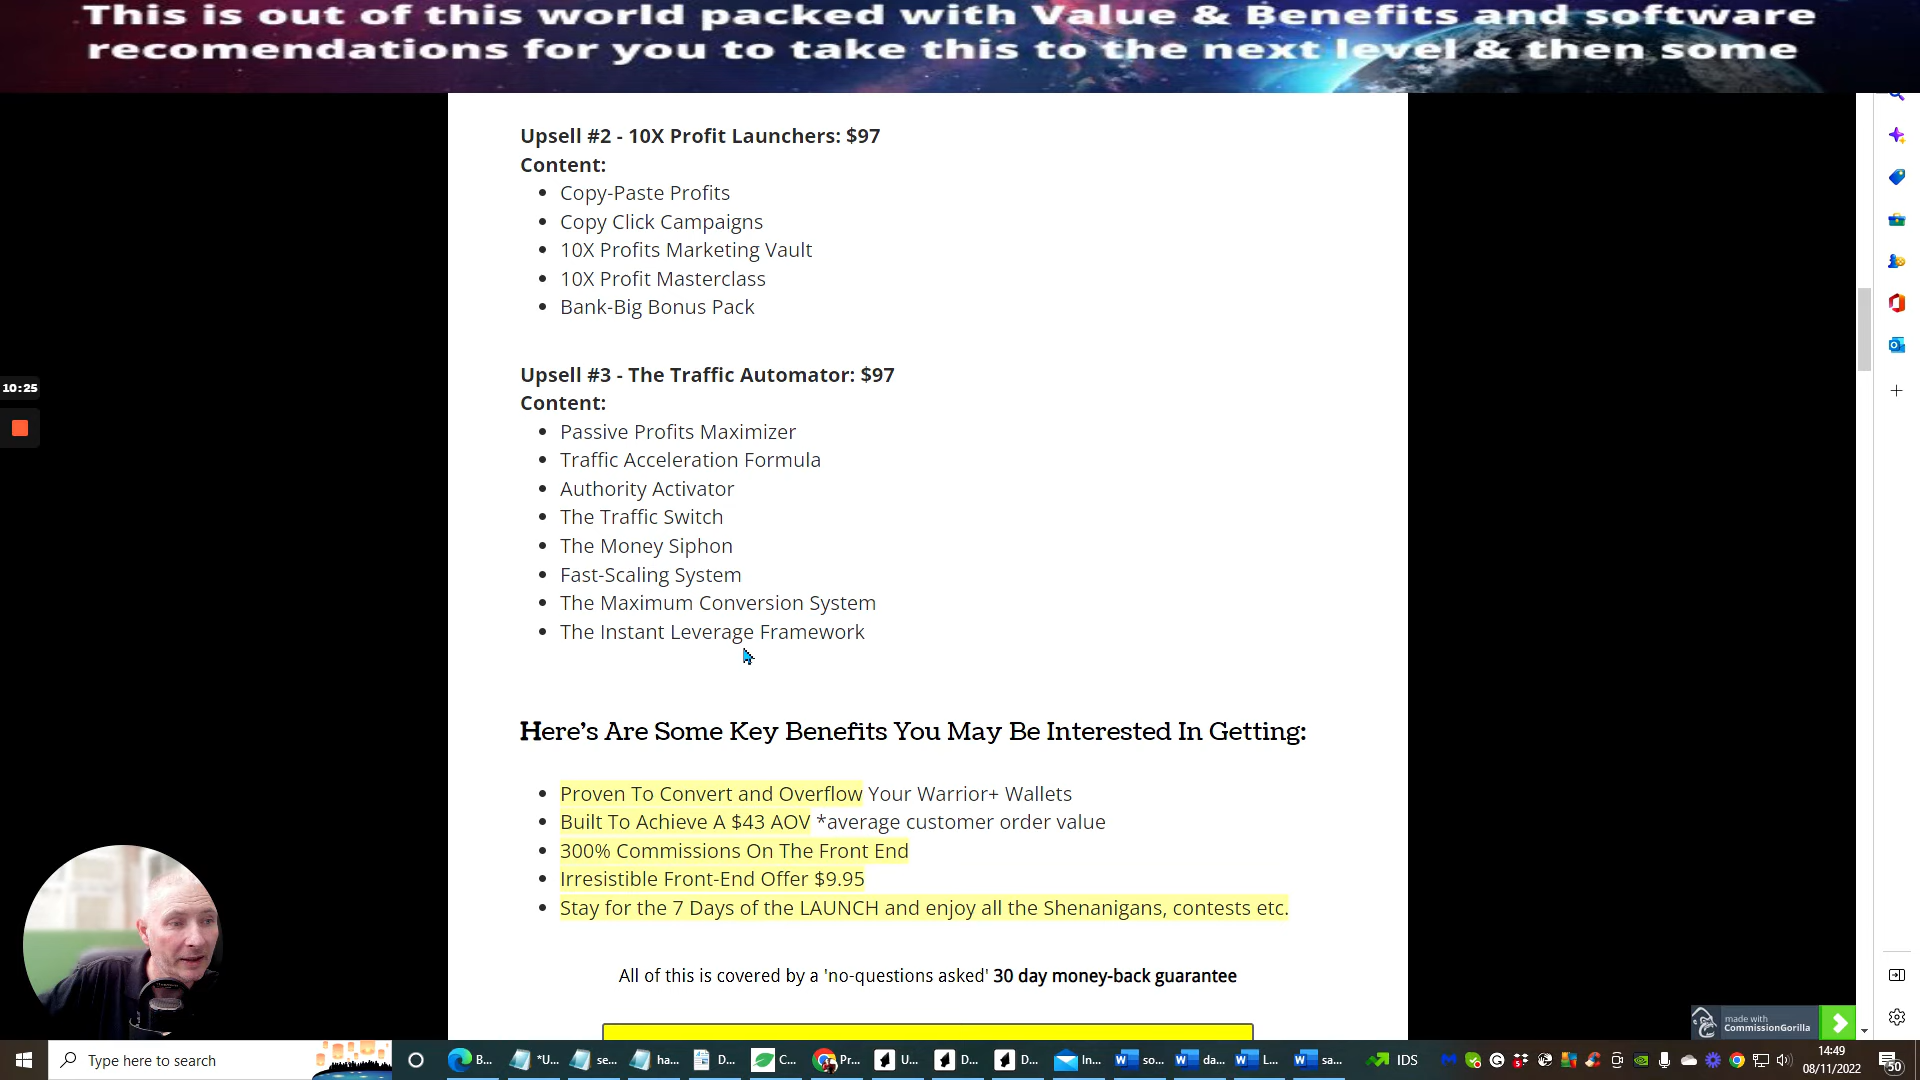 This is out of this world packed with Value & Benefits and software
recomendations for you to take this to the next level & then some
Upsell #2 - 10X Profit Launchers: $97
Content:
Copy-Paste Profits
Copy Click Campaigns
10X Profits Marketing Vault
10X Profit Masterclass
Bank-Big Bonus Pack
Upsell #3 - The Traffic Automator: $97
Content:
10:25
Passive Profits Maximizer
Traffic Acceleration Formula
Authority Activator
The Traffic Switch
The Money Siphon
Fast-Scaling System
The Maximum Conversion System
The Instant Leverage Framework
Here's Are Some Key Benefits You May Be Interested In Getting:
Proven To Convert and Overflow Your Warrior+ Wallets
Built To Achieve A $43 AOV *average customer order value
300% Commissions On The Front End
Irresistible Front-End Offer $9.95
Stay for the 7 Days of the LAUNCH and enjoy all the Shenanigans, contests etc.
All of this is covered by a 'no-questions asked' 30 day money-back guarantee
made with
CommissionGorilla
Type here to search
B...
*U...
se...
ha...
D...
C...
Pr...
U...
D...
D...
In...
so...
da...
L...
sa...
IDS
14:49
08/11/2022
50